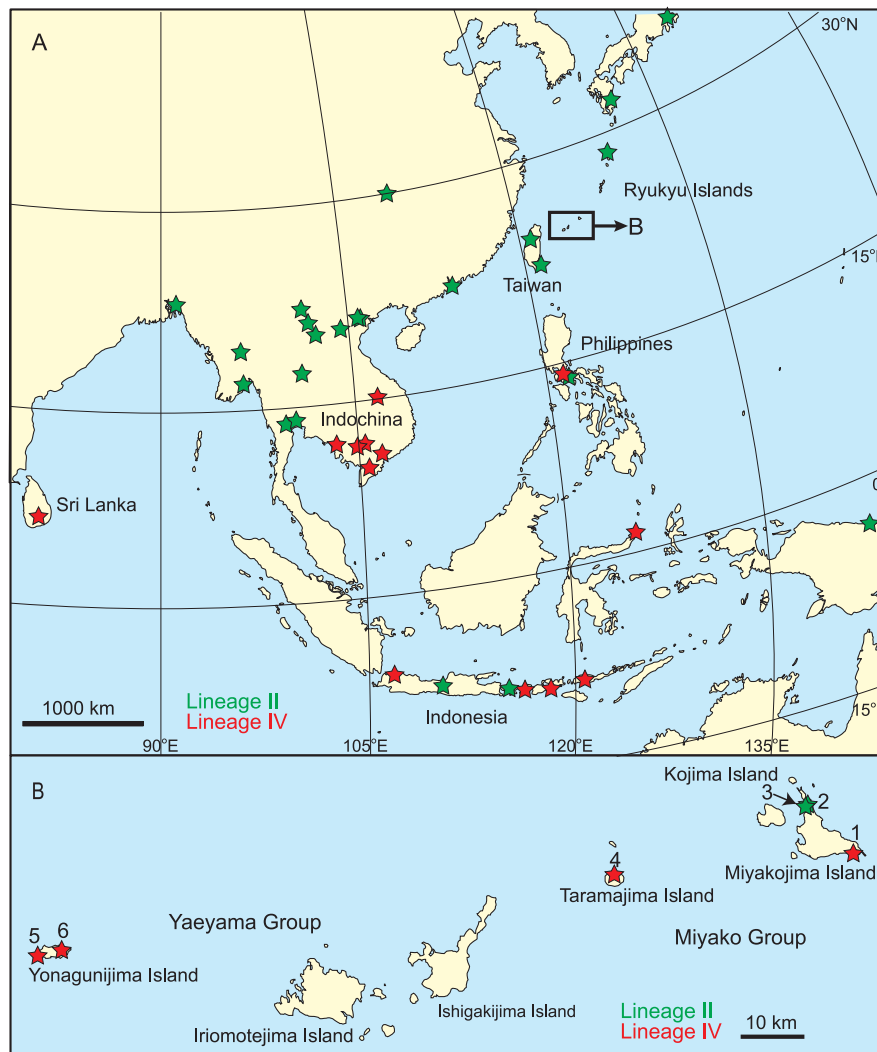 A
30°N
Ryukyu Islands
B
15°
Taiwan
Philippines
Indochina
Sri Lanka
0
1000 km
Lineage II
Lineage IV
Indonesia
15°
90°E
105°E
120°E
135°E
B
Kojima Island
3
2
1
4
Miyakojima Island
Taramajima Island
Yaeyama Group
Miyako Group
5 6
Yonagunijima Island
Ishigakijima Island
Iriomotejima Island
Lineage II
Lineage IV
10 km